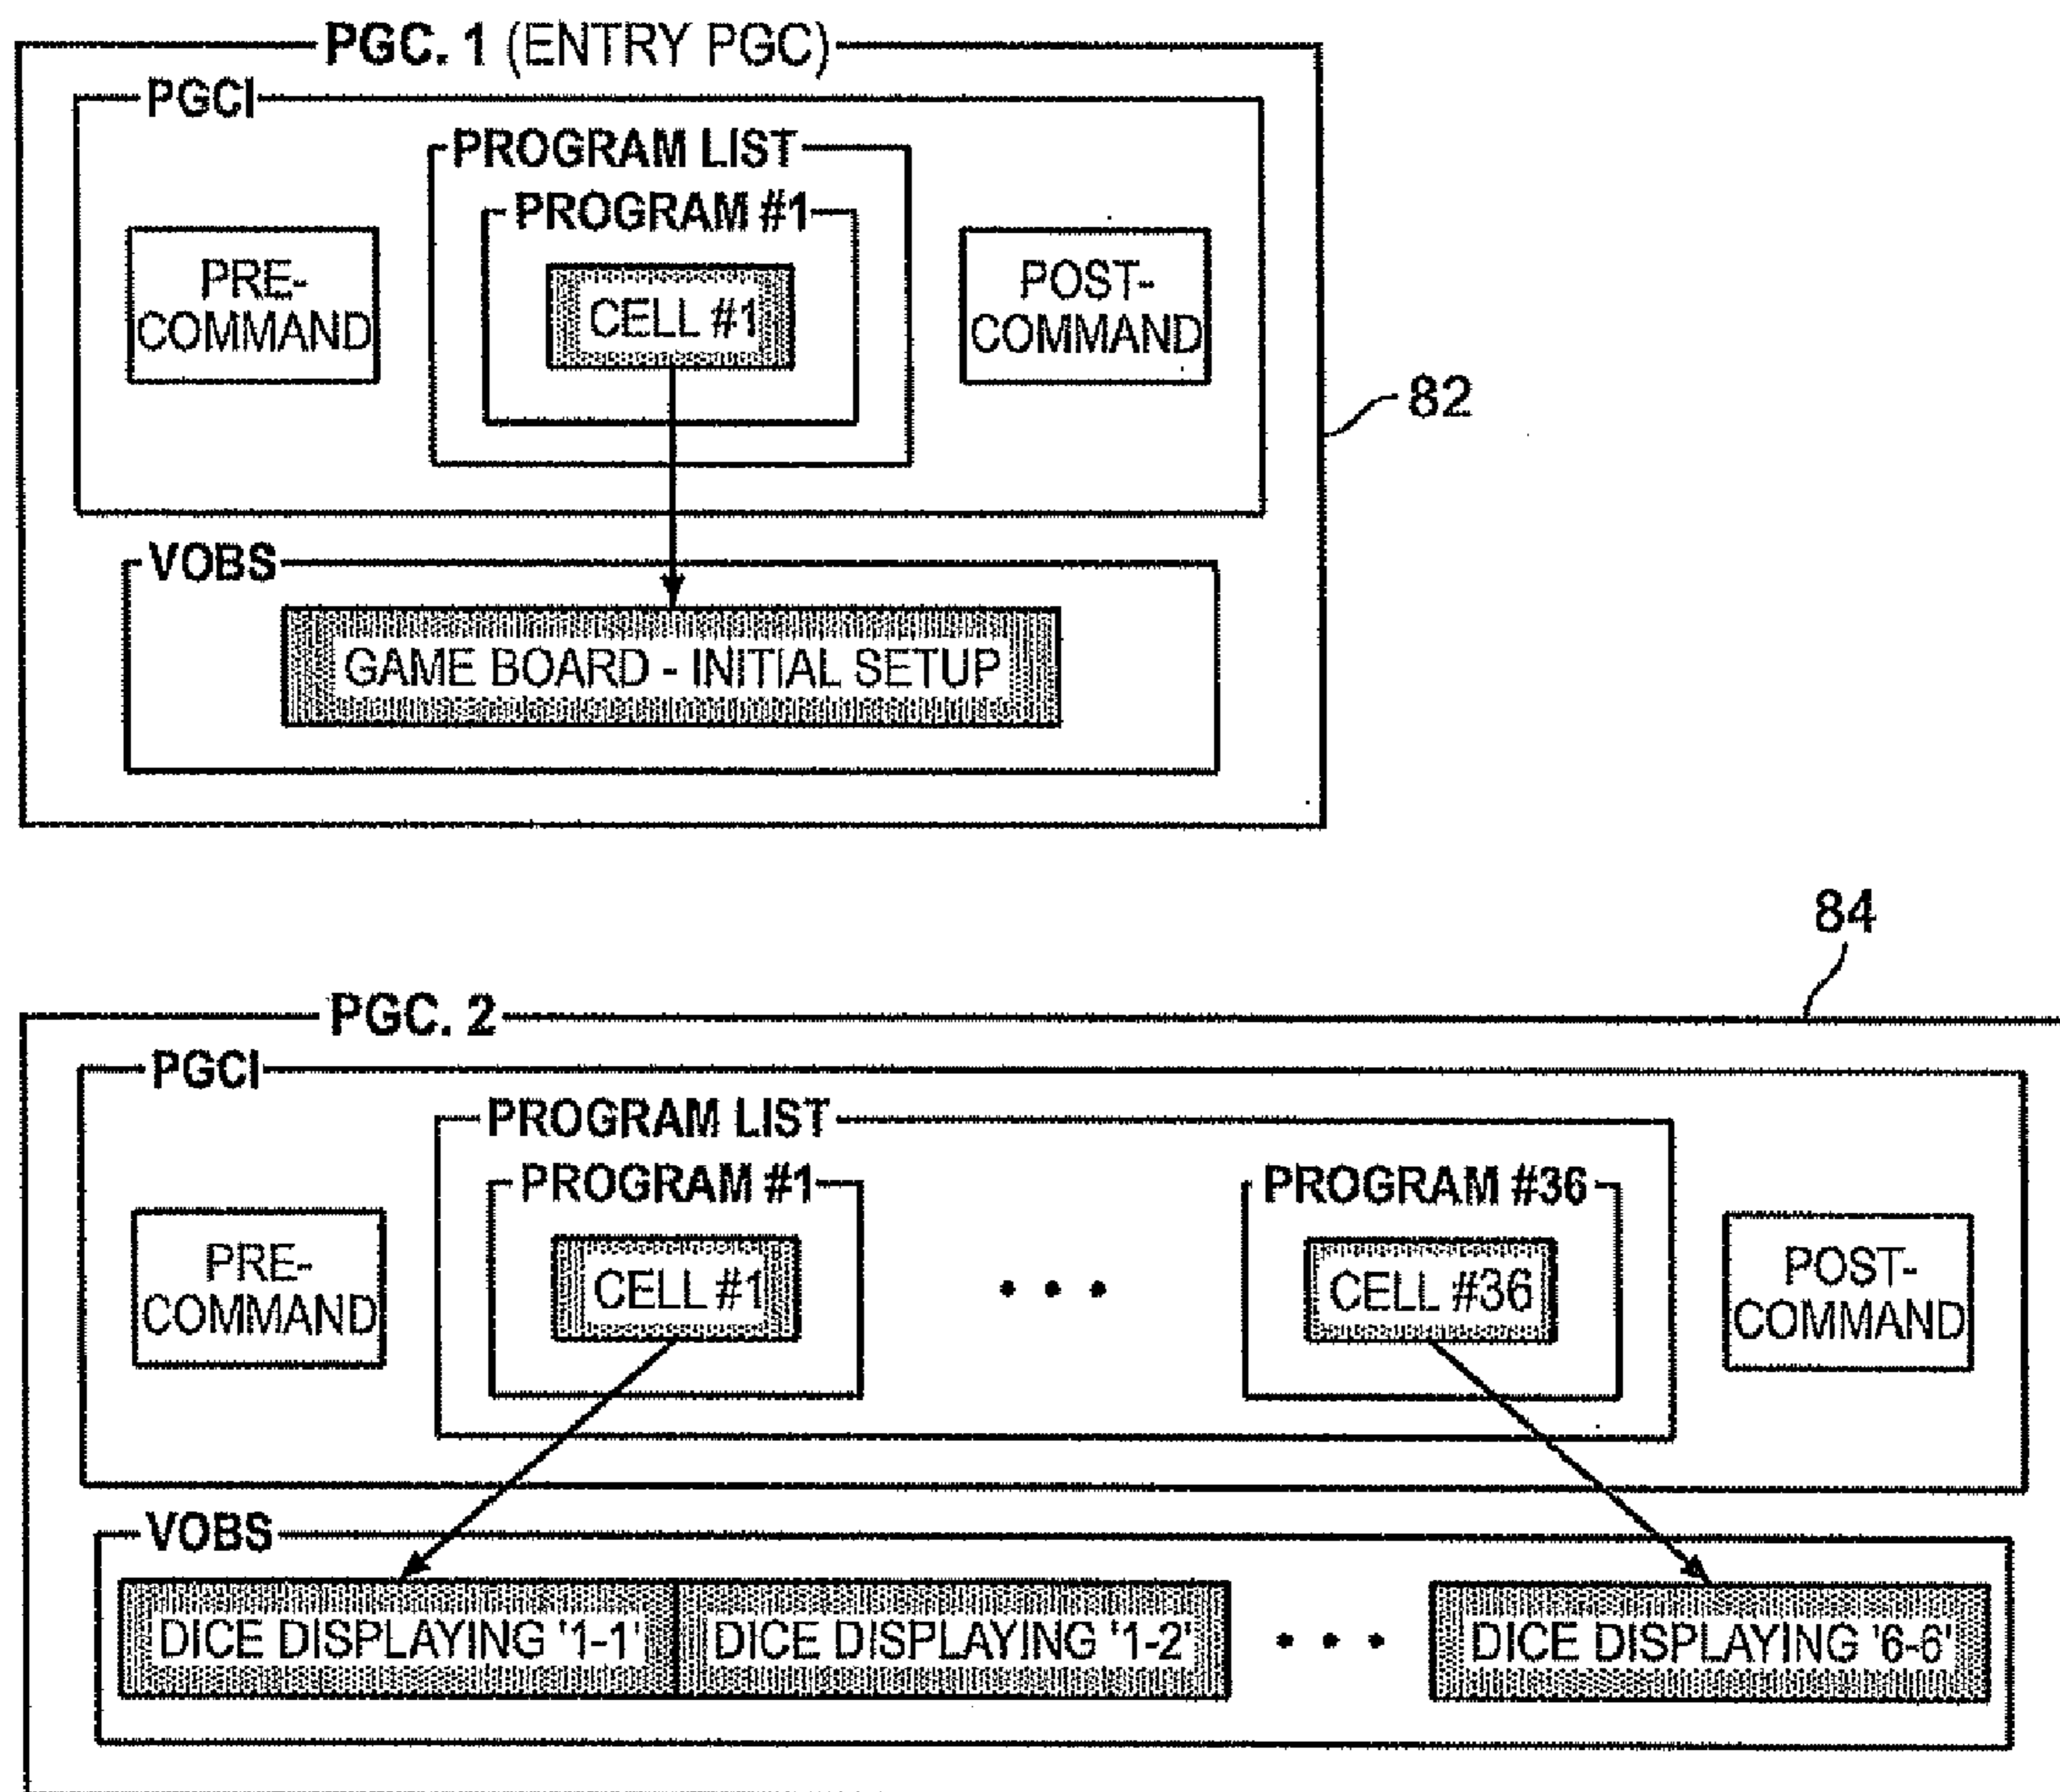 PGC. 1 (ENTRY PGC)
PGCI
PROGRAM LIST
PROGRAM #1
PRE-
COMMAND
CELL #1
POST-
COMMAND
82
VOBS
GAME BOARD - INITIAL SETUP
84
PGC. 2
PGCI
PROGRAM LIST
PROGRAM #1
PROGRAM #36
PRE-
COMMAND
CELL #1
• • •
CELL #36
POST-
COMMAND
VOBS
DICE DISPLAYING '1-1'
DICE DISPLAYING '1-2'
• • •
DICE DISPLAYING '6-6'